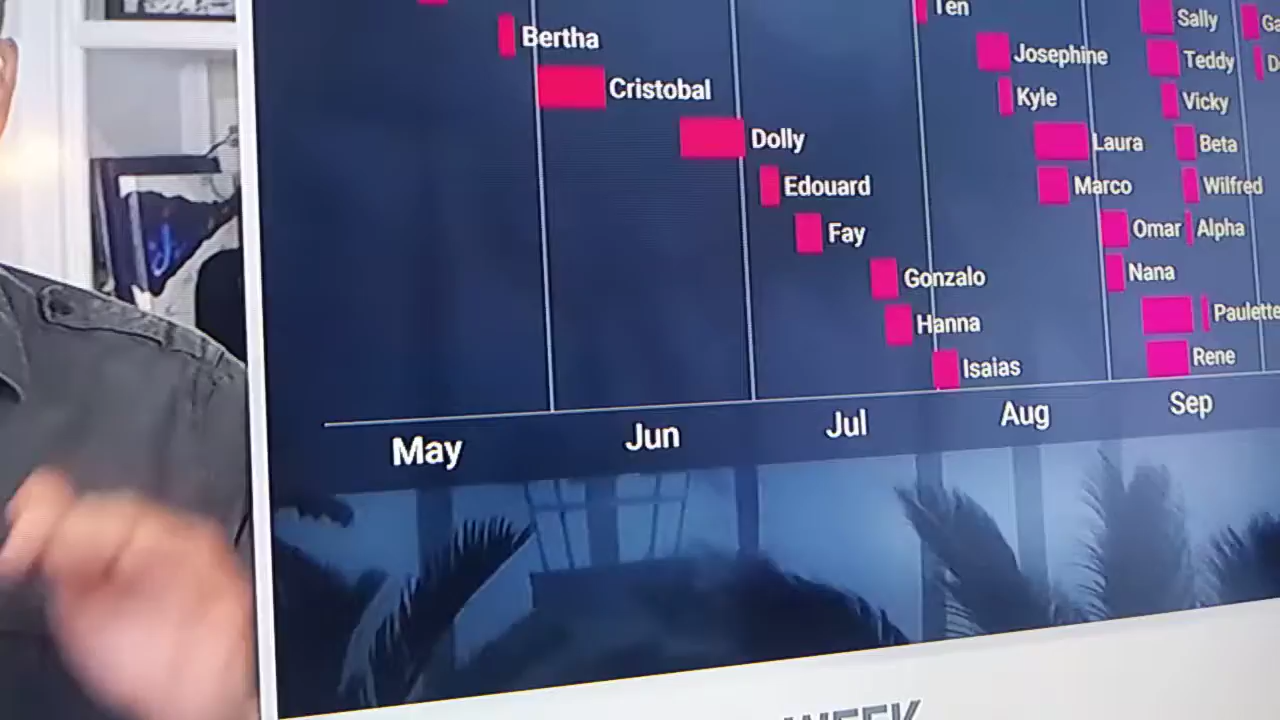 Ten
Sally
Bertha
Josephine
Teddy
Cristobal
Kyle
Vicky
Dolly
Laura
Beta
Edouard
Marco
Wilfred
Fay
Omar
Alpha
Gonzalo
Nana
Hanna
Paulette
Isaias
Rene
May
Jun
Jul
Aug
Sep
WEEK